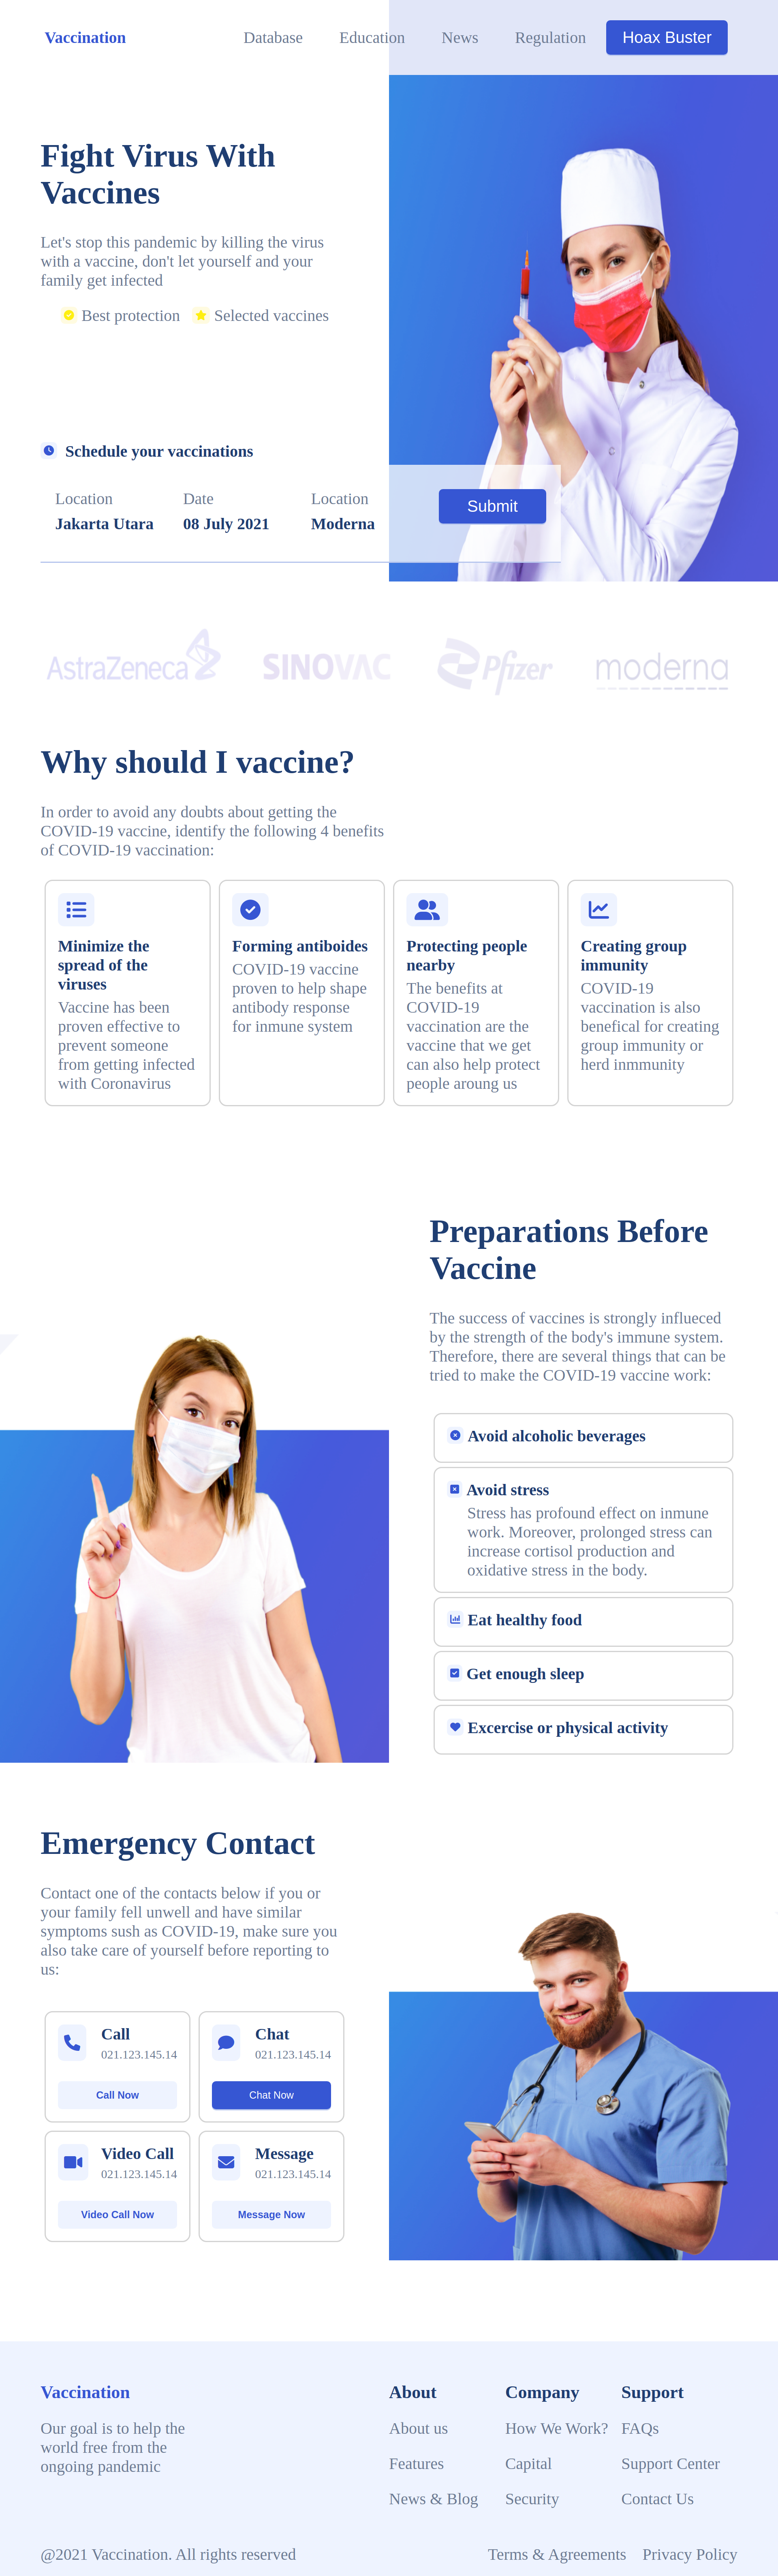 Vaccination
Database
Education
News
Regulation
Hoax Buster
Fight Virus With
Vaccines
Let's stop this pandemic by killing the virus
with a vaccine, don't let yourself and your
family get infected
Best protection
Selected vaccines
Schedule your vaccinations
Location
Date
Location
Jakarta Utara
08 July 2021
Moderna
Submit
AstraZeneca
SINOVAC
Pfizer
moderna
Why should I vaccine?
In order to avoid any doubts about getting the
COVID-19 vaccine, identify the following 4 benefits
of COVID-19 vaccination:
Minimize the
spread of the
viruses
Vaccine has been
proven effective to
prevent someone
from getting infected
with Coronavirus
Forming antiboides
COVID-19 vaccine
proven to help shape
antibody response
for inmune system
Protecting people
nearby
The benefits at
COVID-19
vaccination are the
vaccine that we get
can also help protect
people aroung us
Creating group
immunity
COVID-19
vaccination is also
benefical for creating
group immunity or
herd inmmunity
Preparations Before
Vaccine
The success of vaccines is strongly influeced
by the strength of the body's immune system.
Therefore, there are several things that can be
tried to make the COVID-19 vaccine work:
Avoid alcoholic beverages
Avoid stress
Stress has profound effect on inmune
work. Moreover, prolonged stress can
increase cortisol production and
oxidative stress in the body.
Eat healthy food
Get enough sleep
Excercise or physical activity
Emergency Contact
Contact one of the contacts below if you or
your family fell unwell and have similar
symptoms sush as COVID-19, make sure you
also take care of yourself before reporting to
us:
Call
021.123.145.14
Call Now
Chat
021.123.145.14
Chat Now
Video Call
021.123.145.14
Video Call Now
Message
021.123.145.14
Message Now
Vaccination
Our goal is to help the
world free from the
ongoing pandemic
About
About us
Features
News & Blog
Company
How We Work?
Capital
Security
Support
FAQs
Support Center
Contact Us
@2021 Vaccination. All rights reserved
Terms & Agreements
Privacy Policy